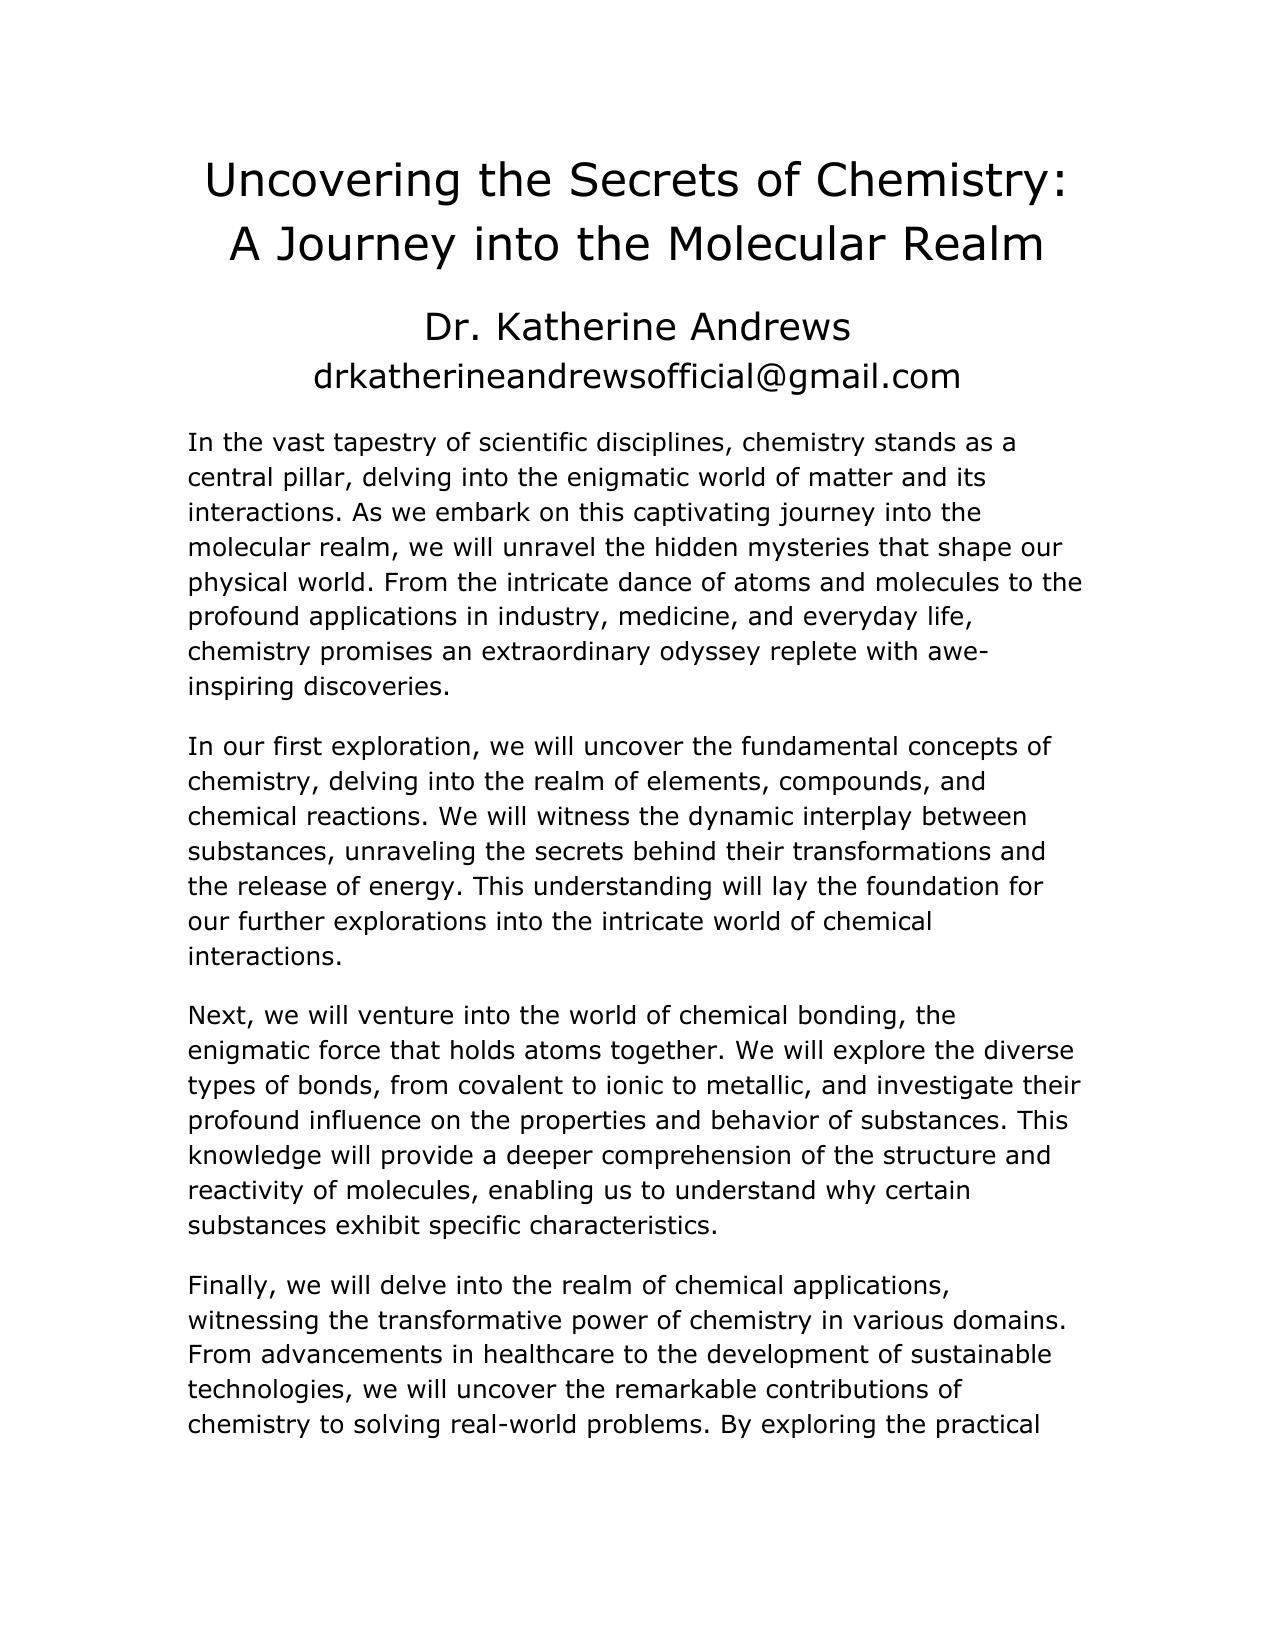 Uncovering the Secrets of Chemistry:
A Journey into the Molecular Realm
Dr. Katherine Andrews
drkatherineandrewsofficial@gmail.com
In the vast tapestry of scientific disciplines, chemistry stands as a
central pillar, delving into the enigmatic world of matter and its
interactions. As we embark on this captivating journey into the
molecular realm, we will unravel the hidden mysteries that shape our
physical world. From the intricate dance of atoms and molecules to the
profound applications in industry, medicine, and everyday life,
chemistry promises an extraordinary odyssey replete with awe-
inspiring discoveries.
In our first exploration, we will uncover the fundamental concepts of
chemistry, delving into the realm of elements, compounds, and
chemical reactions. We will witness the dynamic interplay between
substances, unraveling the secrets behind their transformations and
the release of energy. This understanding will lay the foundation for
our further explorations into the intricate world of chemical
interactions.
Next, we will venture into the world of chemical bonding, the
enigmatic force that holds atoms together. We will explore the diverse
types of bonds, from covalent to ionic to metallic, and investigate their
profound influence on the properties and behavior of substances. This
knowledge will provide a deeper comprehension of the structure and
reactivity of molecules, enabling us to understand why certain
substances exhibit specific characteristics.
Finally, we will delve into the realm of chemical applications,
witnessing the transformative power of chemistry in various domains.
From advancements in healthcare to the development of sustainable
technologies, we will uncover the remarkable contributions of
chemistry to solving real-world problems. By exploring the practical